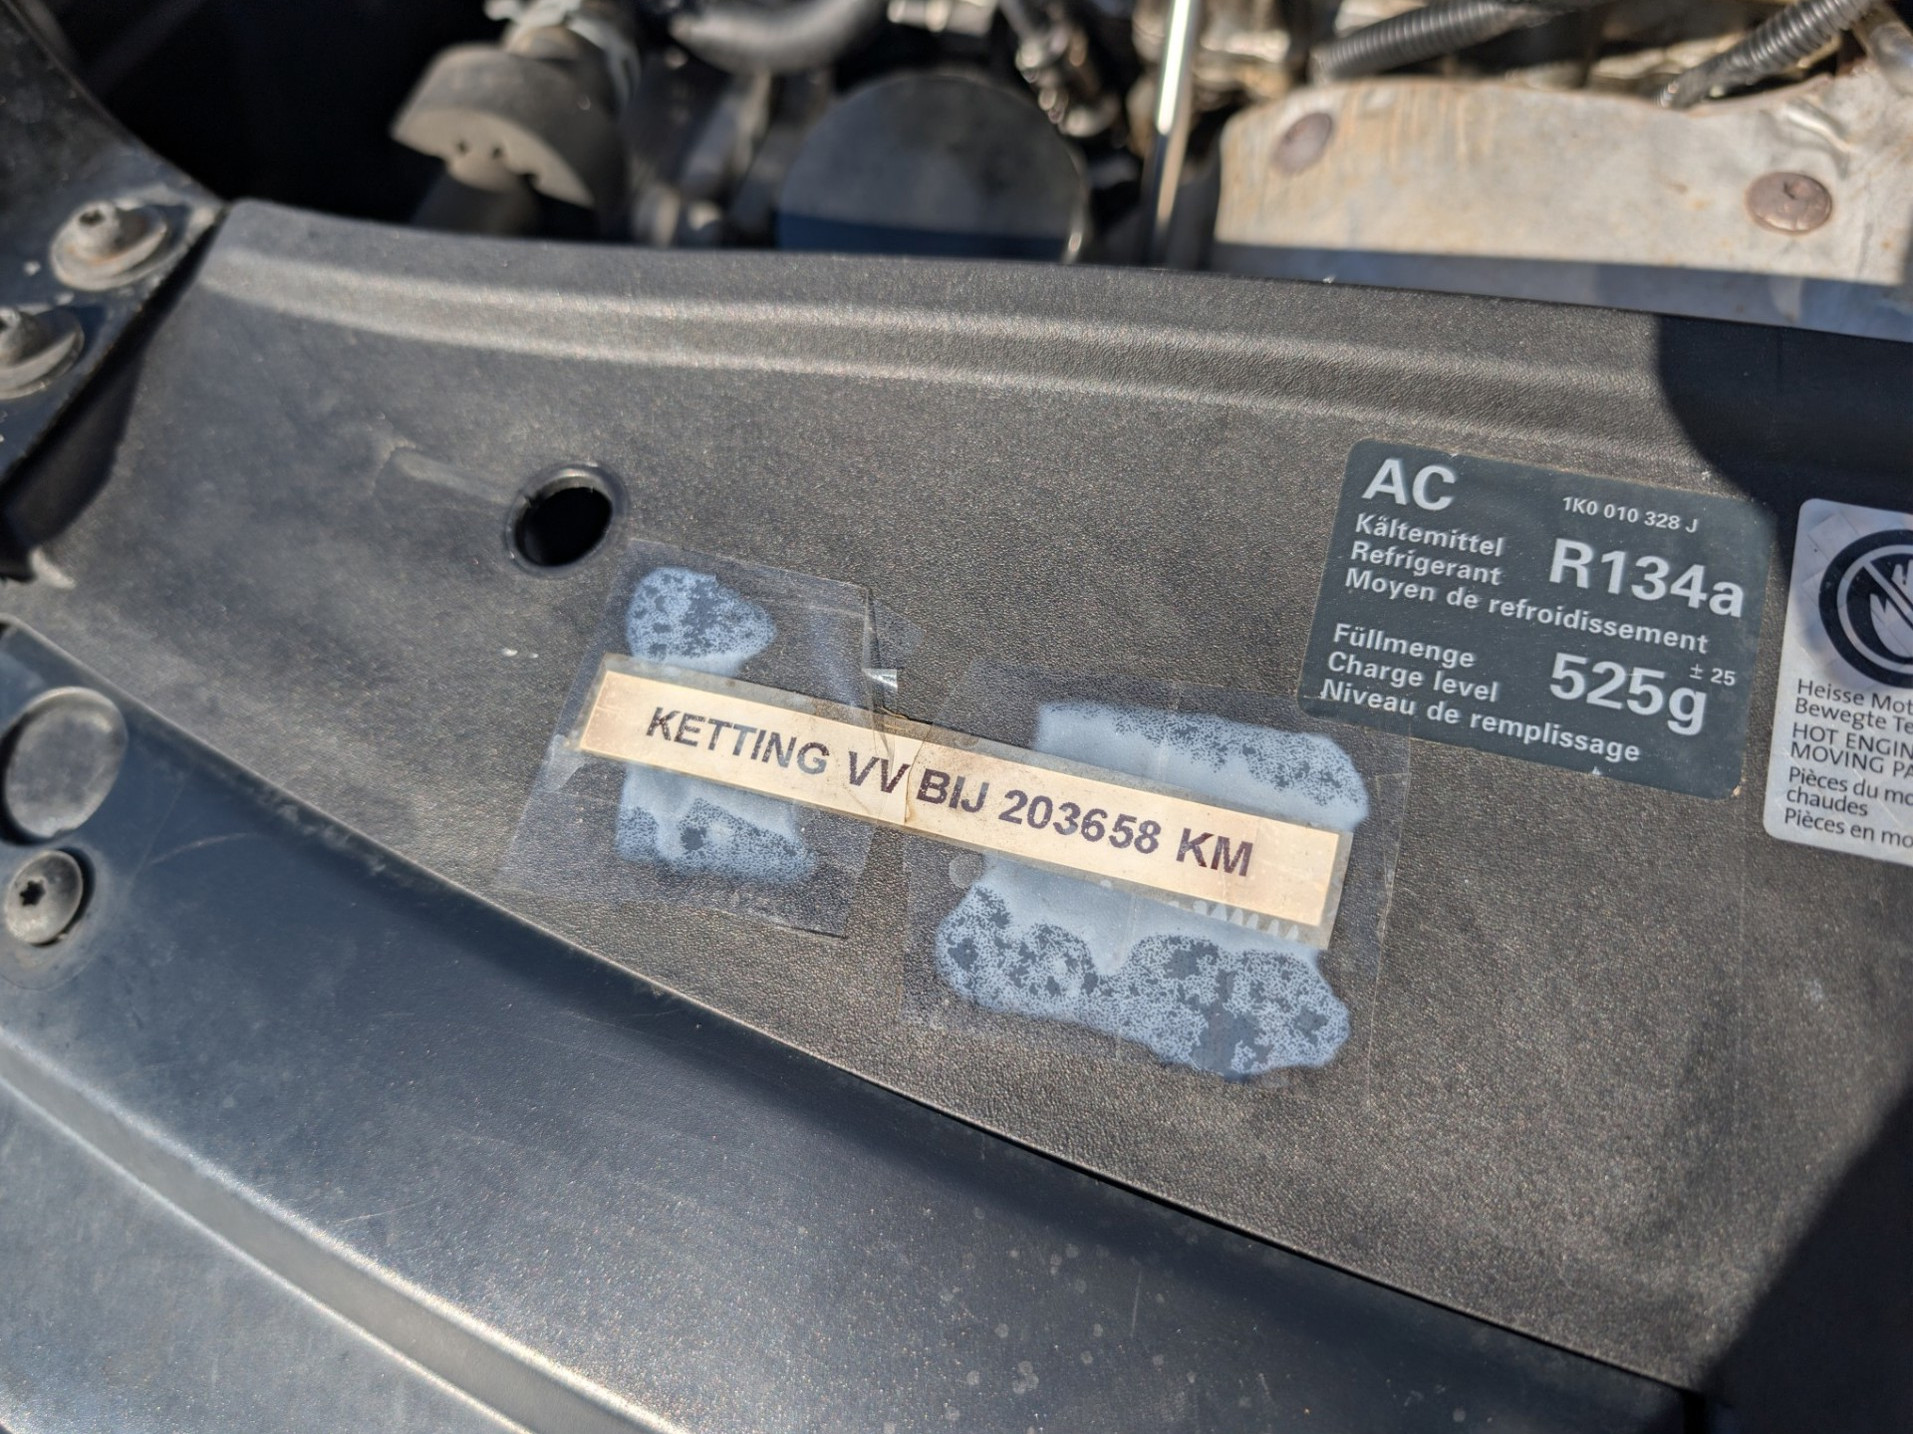 AC
1K0 010 328 J
Kältemittel
Refrigerant
Moyen de refroidissement
R134a
Füllmenge
Charge level
Niveau de remplissage
525g ± 25
KETTING VV BIJ 203658 KM
Heisse Mot
Bewegte Te
HOT ENGIN
MOVING PA
Pièces du mo
chaudes
Pièces en mo